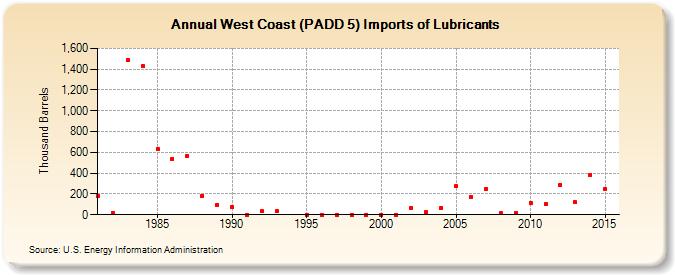 Annual West Coast (PADD 5) Imports of Lubricants
Thousand Barrels
1,600
1,400
1,200
1,000
800
600
400
200
0
1985 1990 1995 2000 2005 2010 2015
Source: U.S. Energy Information Administration